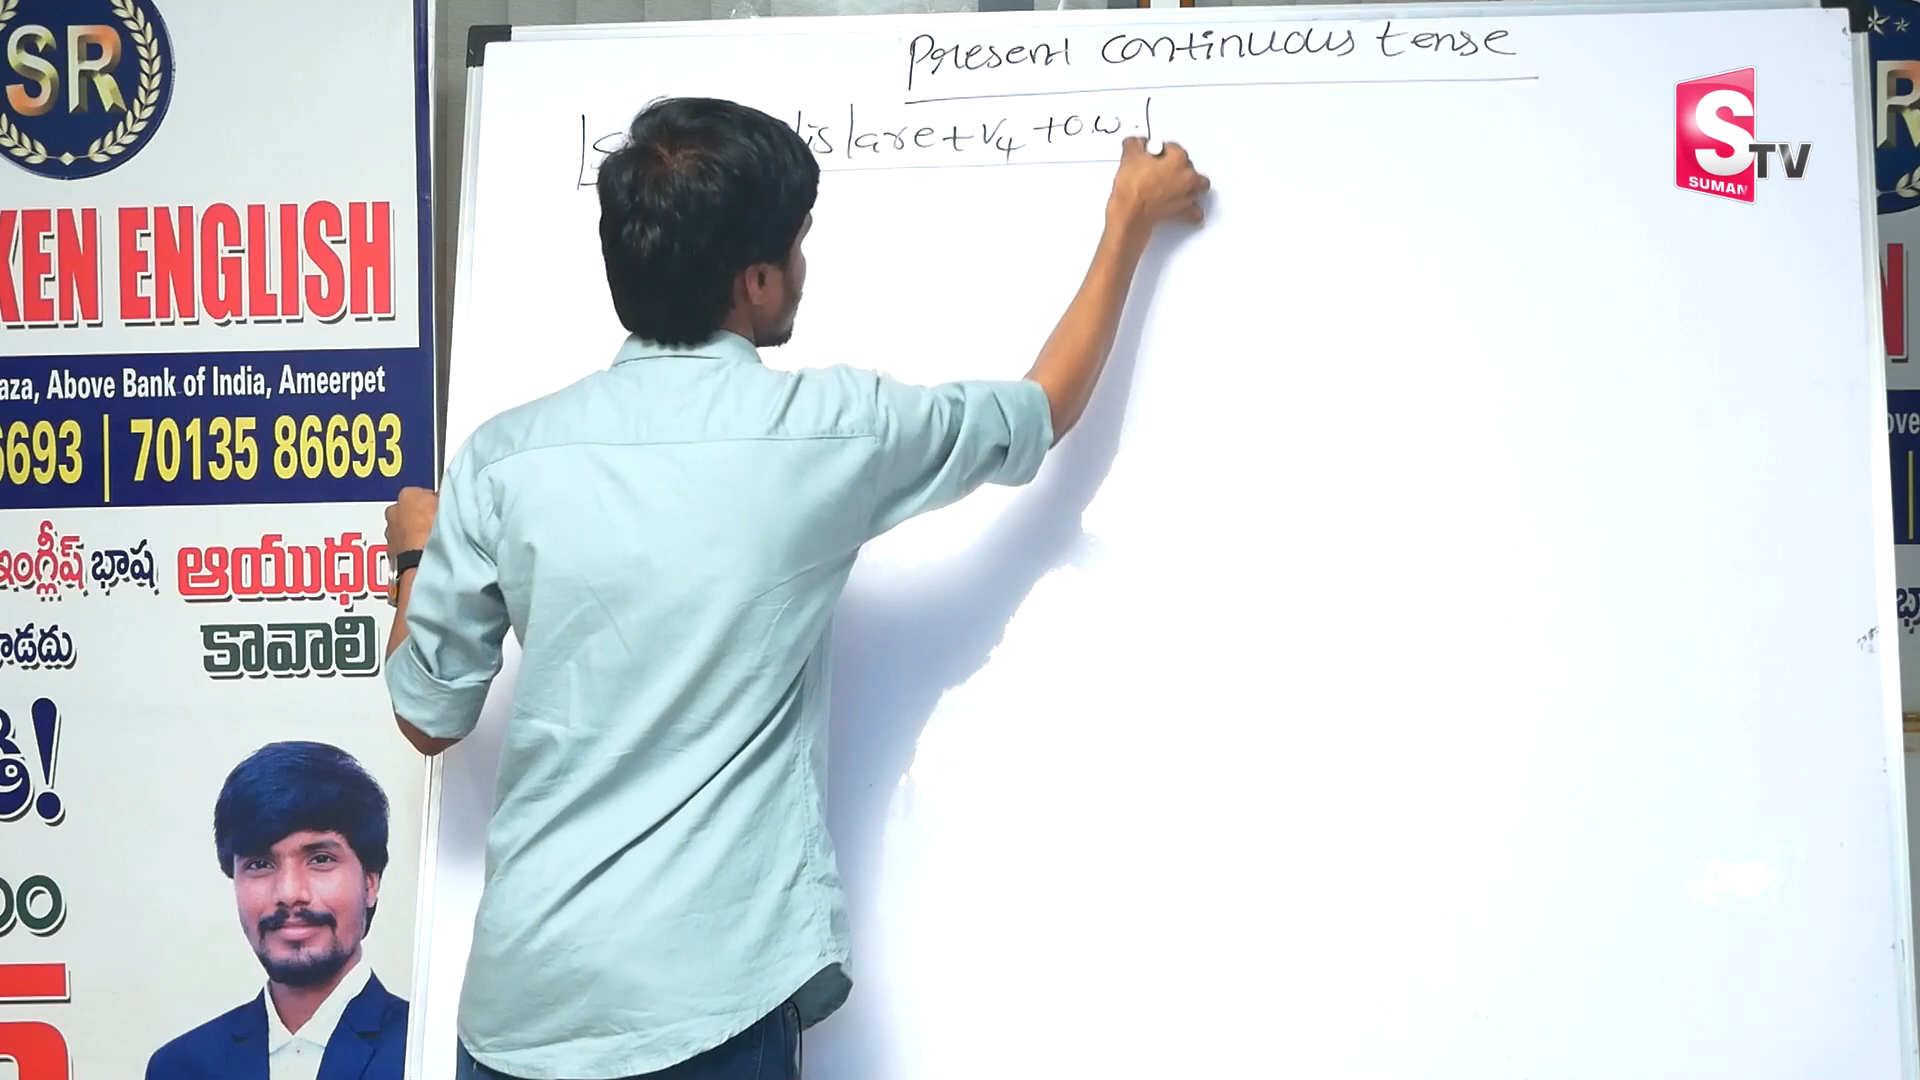 SR
KEN ENGLISH
aza, Above Bank of India, Ameerpet
6693 | 70135 86693
ఇంగ్లీష్ భాష ఆయుధం
కావాలి
Present continuous tense
is/are+V4+O.W.
S
SUMAN
TV
R